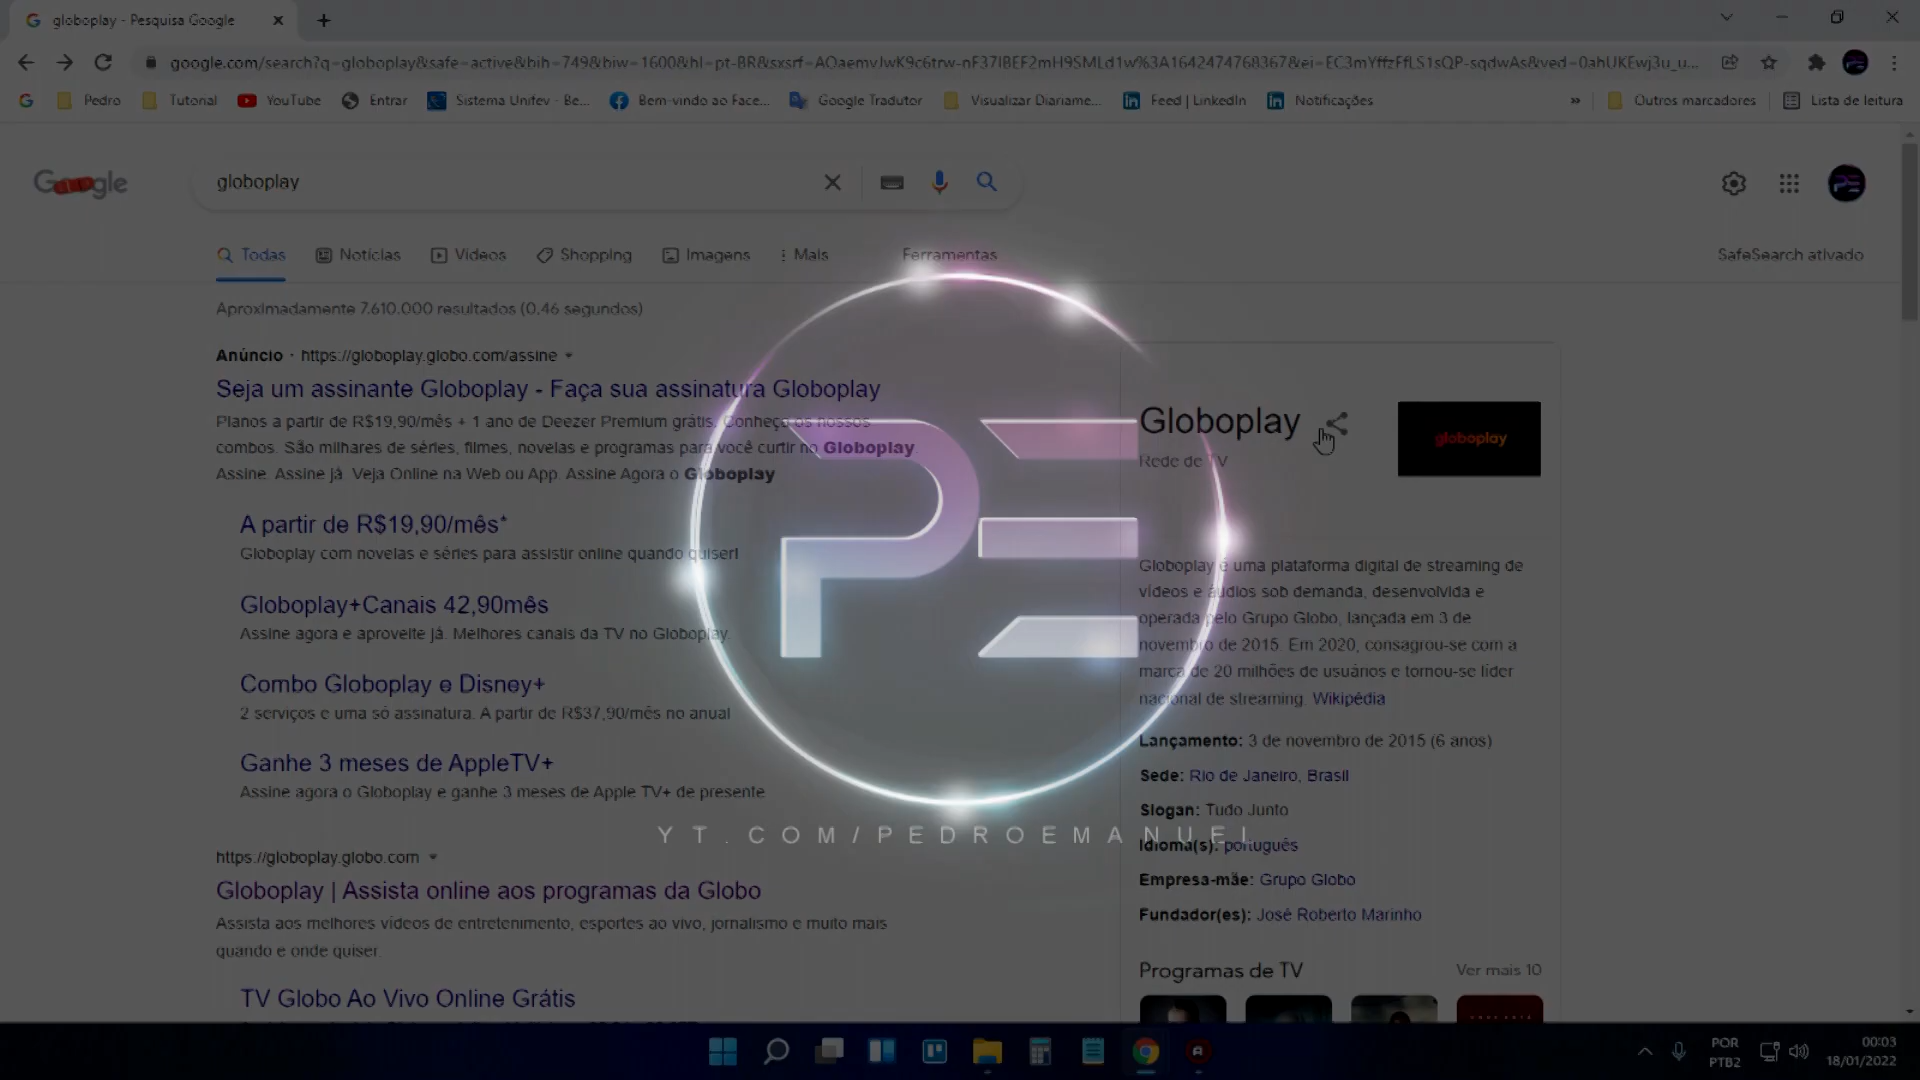 globoplay - Pesquisa Google
google.com/search?q=globoplay&safe=active&bih=749&biw=1600&hl=pt-BR&sxsrf=AOaemvJwK9c6trw-nF37IBEF2mH9SMLd1w%3A1642474768367&ei=EC3mYffzFfLS1sQP-sqdwAs&ved=0ahUKEwj3u_u...
Pedro Tutorial YouTube Entrar Sistema Unifev - Be... Bem-vindo ao Face... Google Tradutor Visualizar Diariame... Feed | LinkedIn Notificações » Outros marcadores Lista de leitura
Google globoplay
Todas Notícias Vídeos Shopping Imagens Mais Ferramentas SafeSearch ativado
Aproximadamente 7.610.000 resultados (0,46 segundos)
Anúncio · https://globoplay.globo.com/assine
Seja um assinante Globoplay - Faça sua assinatura Globoplay
Planos a partir de R$19,90/mês + 1 ano de Deezer Premium grátis. Conheça os nossos
combos. São milhares de séries, filmes, novelas e programas para você curtir no Globoplay.
Assine. Assine já. Veja Online na Web ou App. Assine Agora o Globoplay
A partir de R$19,90/mês*
Globoplay com novelas e séries para assistir online quando quiser!
Globoplay+Canais 42,90mês
Assine agora e aproveite já. Melhores canais da TV no Globoplay.
Combo Globoplay e Disney+
2 serviços e uma só assinatura. A partir de R$37,90/mês no anual
Ganhe 3 meses de AppleTV+
Assine agora o Globoplay e ganhe 3 meses de Apple TV+ de presente
https://globoplay.globo.com
Globoplay | Assista online aos programas da Globo
Assista aos melhores vídeos de entretenimento, esportes ao vivo, jornalismo e muito mais
quando e onde quiser.
TV Globo Ao Vivo Online Grátis
PE
YT.COM/PEDROEMANUEL
Globoplay
Rede de TV
globoplay
Globoplay é uma plataforma digital de streaming de
vídeos e áudios sob demanda, desenvolvida e
operada pelo Grupo Globo, lançada em 3 de
novembro de 2015. Em 2020, consagrou-se com a
marca de 20 milhões de usuários e tornou-se líder
nacional de streaming. Wikipédia
Lançamento: 3 de novembro de 2015 (6 anos)
Sede: Rio de Janeiro, Brasil
Slogan: Tudo Junto
Idioma(s): português
Empresa-mãe: Grupo Globo
Fundador(es): José Roberto Marinho
Programas de TV Ver mais 10
POR
PTB2
00:03
18/01/2022